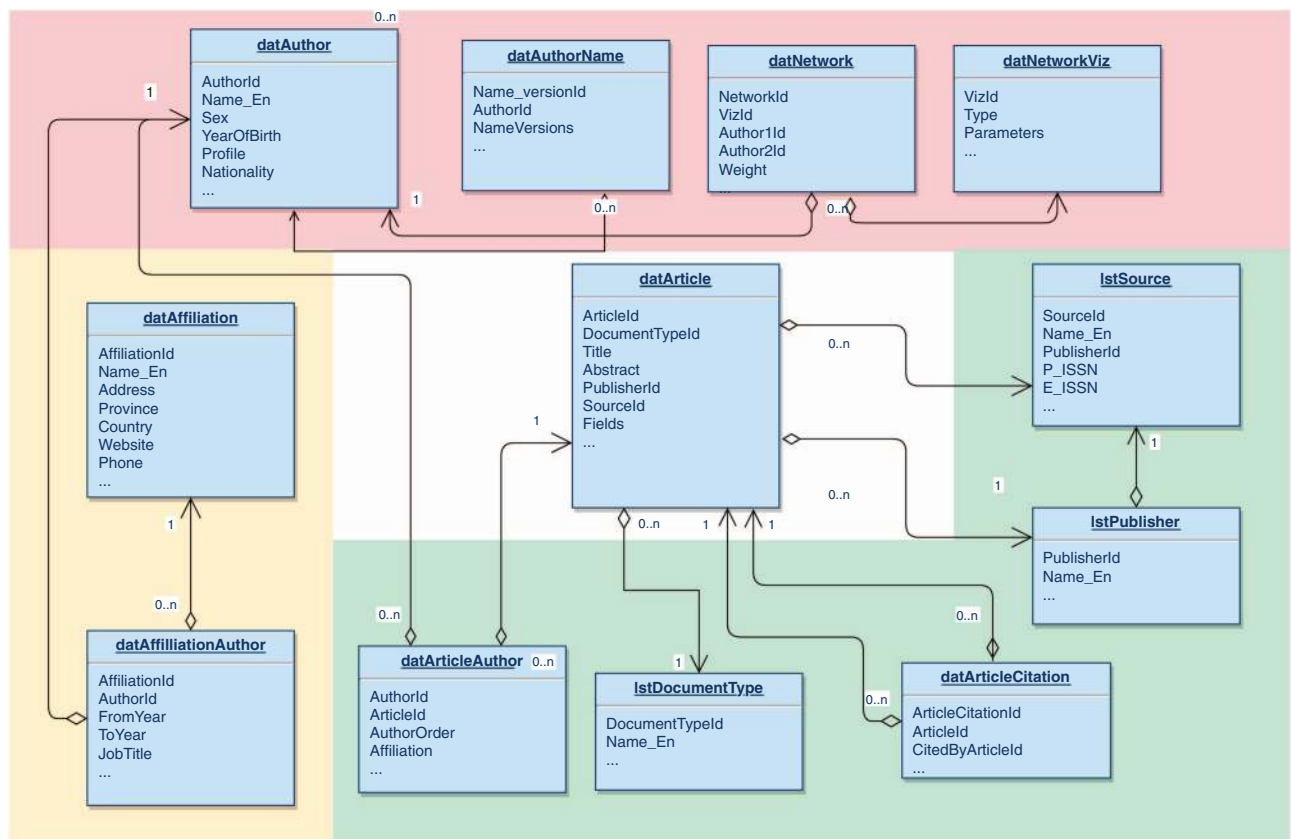 0..n
datAuthor
AuthorId
Name_En
Sex
YearOfBirth
Profile
Nationality
...
1
1
datAuthorName
Name_versionId
AuthorId
NameVersions
...
0..n
datNetwork
NetworkId
VizId
Author1Id
Author2Id
Weight
...
0..n
datNetworkViz
VizId
Type
Parameters
...
datAffiliation
AffiliationId
Name_En
Address
Province
Country
Website
Phone
...
1
0..n
datAffilliationAuthor
AffiliationId
AuthorId
FromYear
ToYear
JobTitle
...
datArticle
ArticleId
DocumentTypeId
Title
Abstract
PublisherId
SourceId
Fields
...
0..n
0..n
1
0..n
1
1
lstSource
SourceId
Name_En
PublisherId
P_ISSN
E_ISSN
...
1
1
lstPublisher
PublisherId
Name_En
...
0..n
datArticleAuthor
0..n
AuthorId
ArticleId
AuthorOrder
Affiliation
...
1
lstDocumentType
DocumentTypeId
Name_En
...
0..n
0..n
datArticleCitation
ArticleCitationId
ArticleId
CitedByArticleId
...